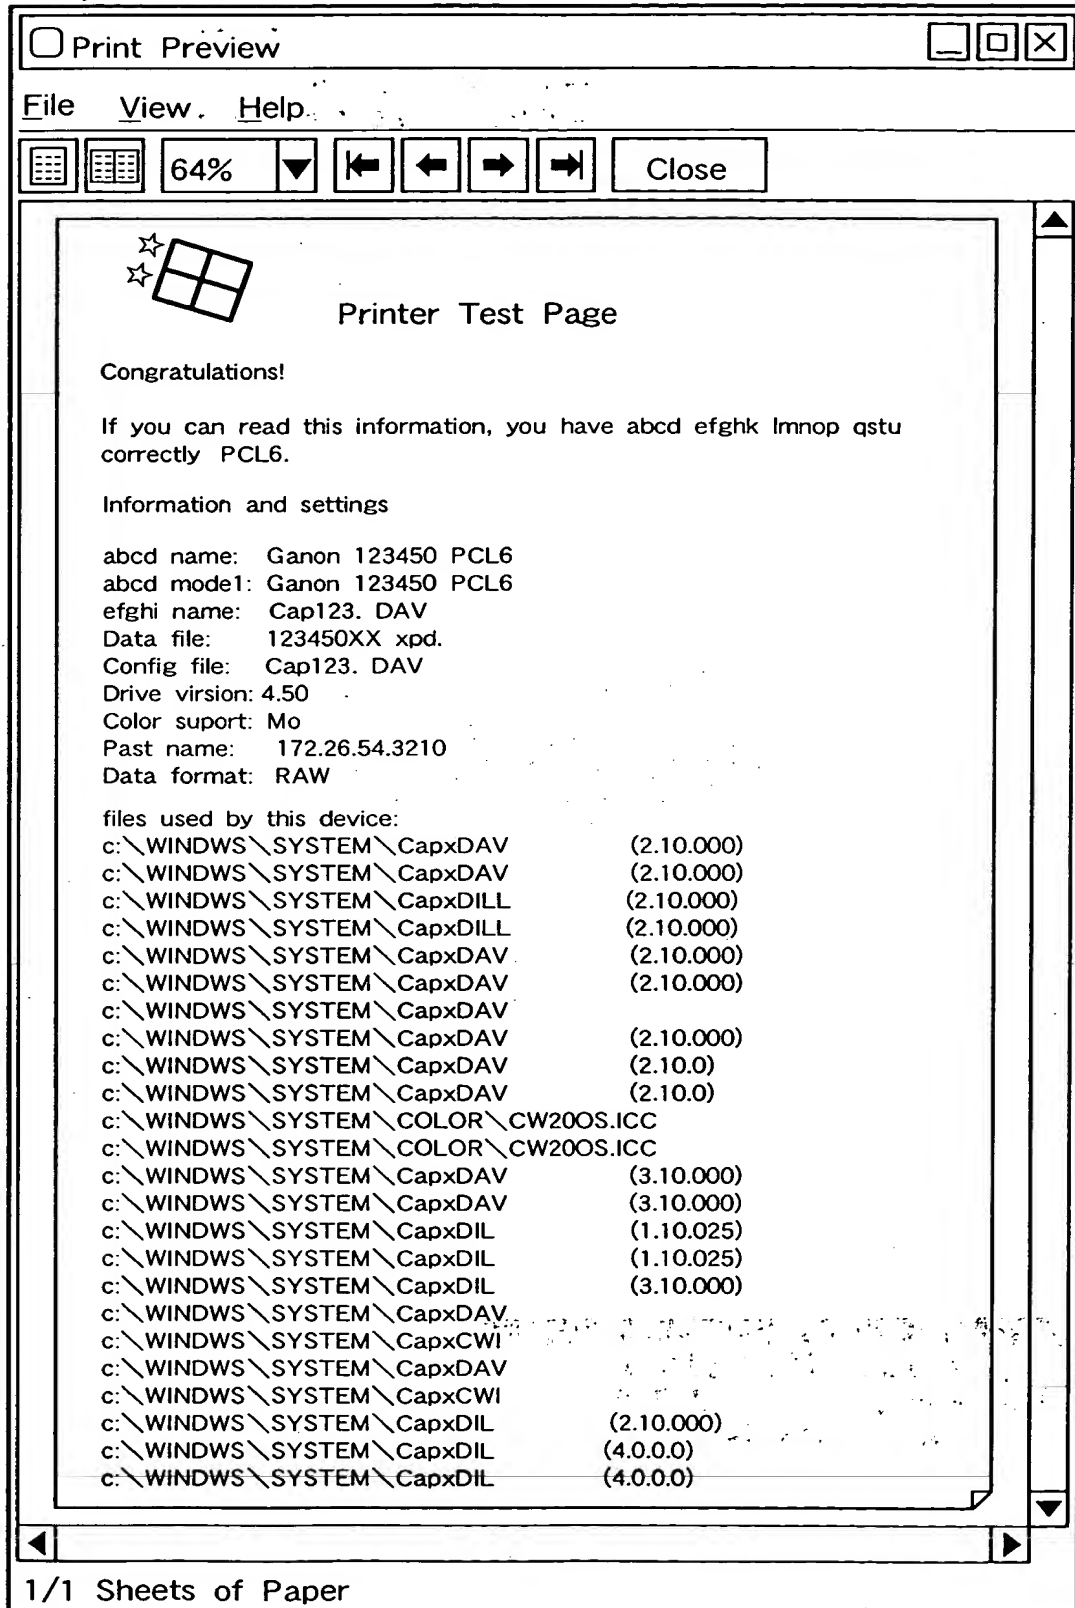 Print Preview
File View Help
64% Close
Printer Test Page
Congratulations!
If you can read this information, you have abcd efghk lmnop qstu
correctly PCL6.
Information and settings
abcd name: Ganon 123450 PCL6
abcd mode1: Ganon 123450 PCL6
efghi name: Cap123. DAV
Data file: 123450XX xpd.
Config file: Cap123. DAV
Drive virsion: 4.50
Color suport: Mo
Past name: 172.26.54.3210
Data format: RAW
files used by this device:
c:\WINDWS\SYSTEM\CapxDAV (2.10.000)
c:\WINDWS\SYSTEM\CapxDAV (2.10.000)
c:\WINDWS\SYSTEM\CapxDILL (2.10.000)
c:\WINDWS\SYSTEM\CapxDILL (2.10.000)
c:\WINDWS\SYSTEM\CapxDAV (2.10.000)
c:\WINDWS\SYSTEM\CapxDAV (2.10.000)
c:\WINDWS\SYSTEM\CapxDAV
c:\WINDWS\SYSTEM\CapxDAV (2.10.000)
c:\WINDWS\SYSTEM\CapxDAV (2.10.0)
c:\WINDWS\SYSTEM\CapxDAV (2.10.0)
c:\WINDWS\SYSTEM\COLOR\CW20OS.ICC
c:\WINDWS\SYSTEM\COLOR\CW20OS.ICC
c:\WINDWS\SYSTEM\CapxDAV (3.10.000)
c:\WINDWS\SYSTEM\CapxDAV (3.10.000)
c:\WINDWS\SYSTEM\CapxDIL (1.10.025)
c:\WINDWS\SYSTEM\CapxDIL (1.10.025)
c:\WINDWS\SYSTEM\CapxDIL (3.10.000)
c:\WINDWS\SYSTEM\CapxDAV
c:\WINDWS\SYSTEM\CapxCWI
c:\WINDWS\SYSTEM\CapxDAV
c:\WINDWS\SYSTEM\CapxCWI
c:\WINDWS\SYSTEM\CapxDIL (2.10.000)
c:\WINDWS\SYSTEM\CapxDIL (4.0.0.0)
c:\WINDWS\SYSTEM\CapxDIL (4.0.0.0)
1/1 Sheets of Paper